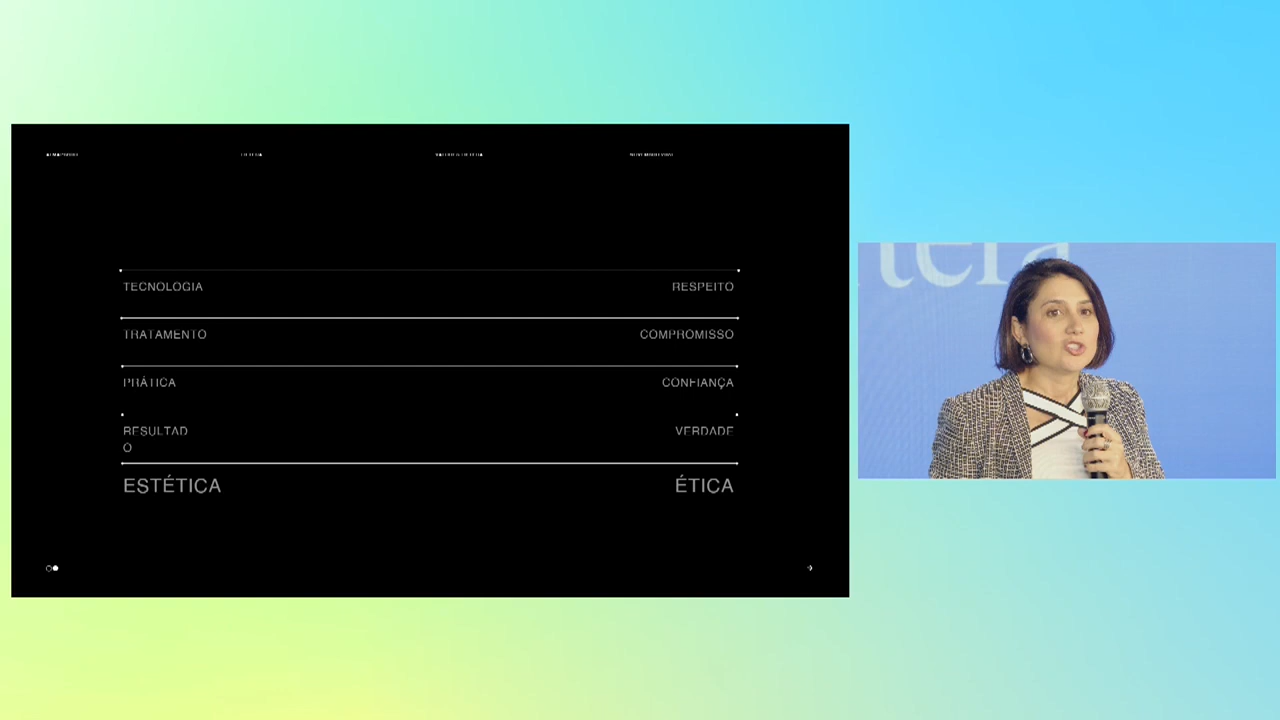 TECNOLOGIA RESPEITO
TRATAMENTO COMPROMISSO
PRÁTICA CONFIANÇA
RESULTAD VERDADE
O
ESTÉTICA ÉTICA